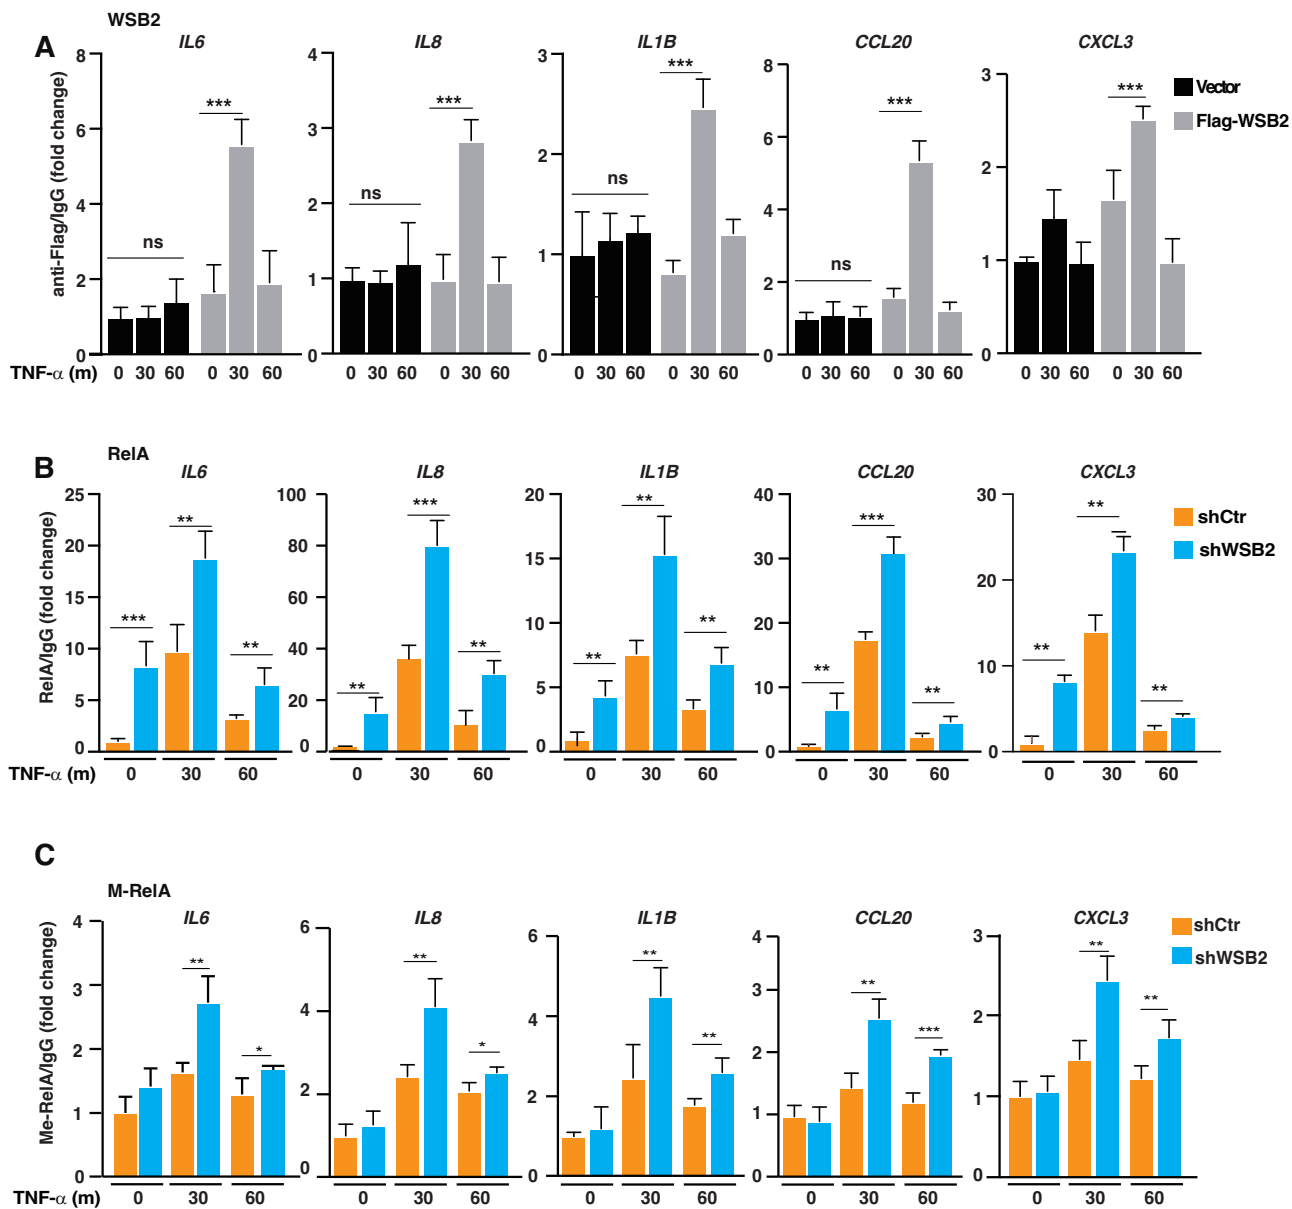 WSB2
A
IL6
IL8
IL1B
CCL20
CXCL3
anti-Flag/IgG (fold change)
8
6
4
2
0
ns
***
4
3
2
1
0
ns
***
3
2
1
0
ns
***
8
6
4
2
0
ns
***
3
2
1
0
***
Vector
Flag-WSB2
TNF-α (m)
0 30 60 0 30 60
0 30 60 0 30 60
0 30 60 0 30 60
0 30 60 0 30 60
0 30 60 0 30 60
RelA
B
IL6
IL8
IL1B
CCL20
CXCL3
RelA/IgG (fold change)
25
20
15
10
5
0
***
**
**
100
80
60
40
20
0
**
***
**
20
15
10
5
0
**
**
**
40
30
20
10
0
**
***
**
30
20
10
0
**
**
**
shCtr
shWSB2
TNF-α (m)
0 30 60
0 30 60
0 30 60
0 30 60
0 30 60
C
M-RelA
IL6
IL8
IL1B
CCL20
CXCL3
Me-RelA/IgG (fold change)
4
3
2
1
0
**
*
6
4
2
0
**
*
6
4
2
0
**
**
4
3
2
1
0
**
***
3
2
1
0
**
**
shCtr
shWSB2
TNF-α (m)
0 30 60
0 30 60
0 30 60
0 30 60
0 30 60